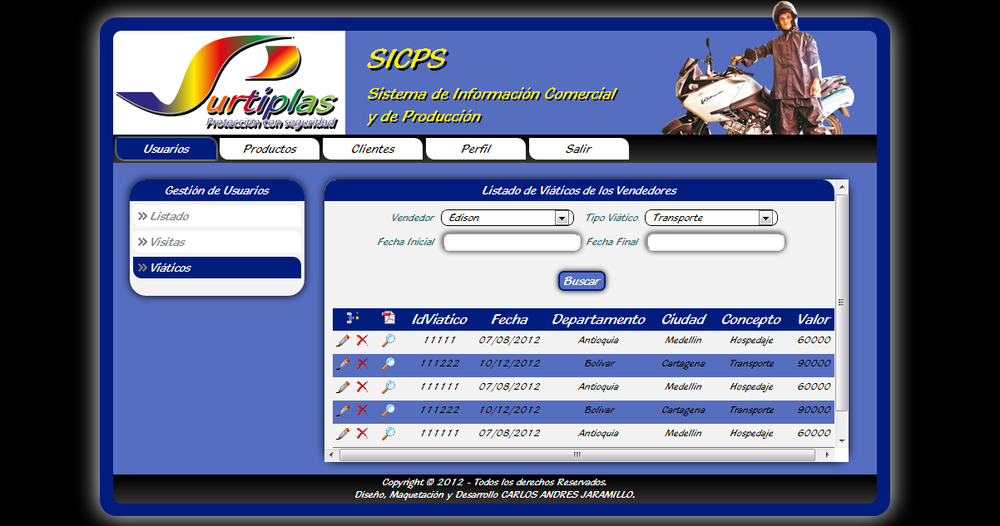 Surtiplas
Protección con seguridad
SICPS
Sistema de Información Comercial
y de Producción
Usuarios Productos Clientes Perfil Salir
Gestión de Usuarios
» Listado
» Visitas
» Viáticos
Listado de Viáticos de los Vendedores
Vendedor Edison Tipo Viático Transporte
Fecha Inicial Fecha Final
Buscar
IdViatico Fecha Departamento Ciudad Concepto Valor
11111 07/08/2012 Antioquia Medellin Hospedaje 60000
111222 10/12/2012 Bolivar Cartagena Transporte 90000
111111 07/08/2012 Antioquia Medellin Hospedaje 60000
111222 10/12/2012 Bolivar Cartagena Transporte 90000
111111 07/08/2012 Antioquia Medellin Hospedaje 60000
Copyright © 2012 - Todos los derechos Reservados.
Diseño, Maquetación y Desarrollo CARLOS ANDRES JARAMILLO.